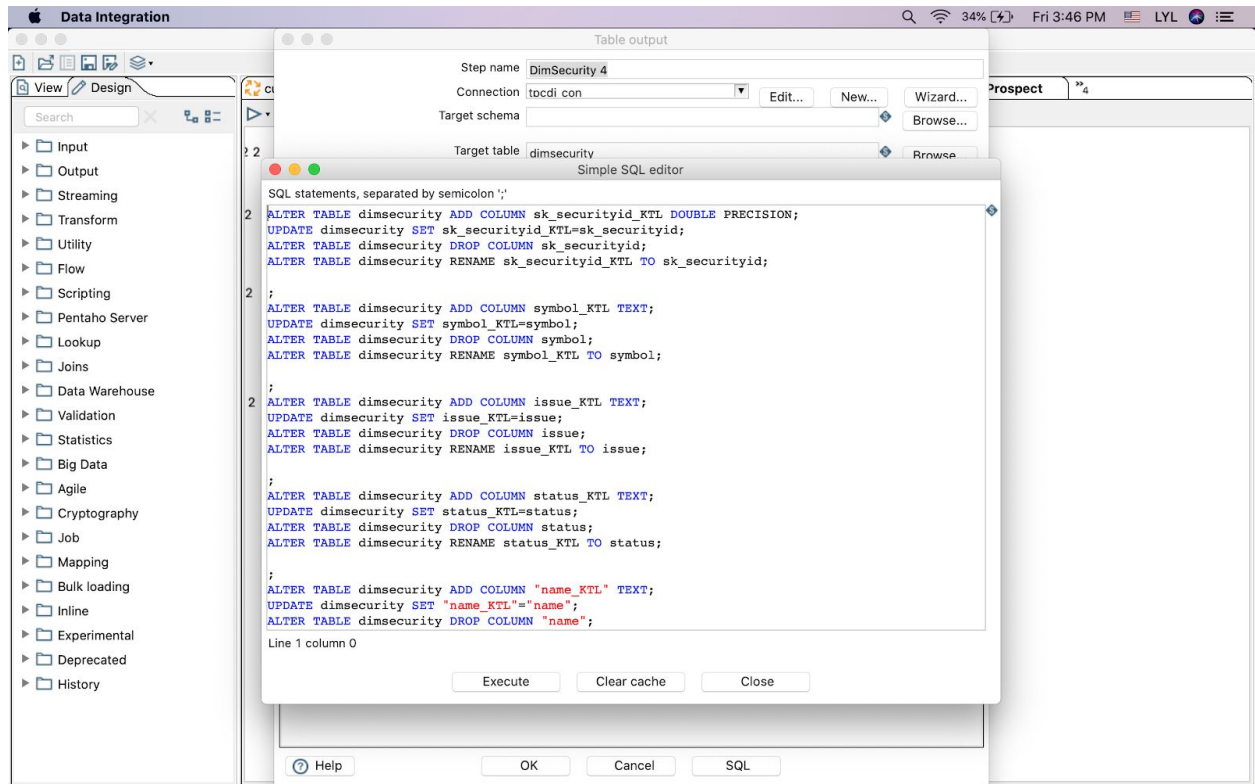 Data Integration
34%
Fri 3:46 PM
LYL
Table output
Step name DimSecurity 4
Connection tpcdi_con Edit... New... Wizard...
Target schema Browse...
Target table dimsecurity Browse...
View Design
Prospect
4
Search
Input
Output
Streaming
Transform
Utility
Flow
Scripting
Pentaho Server
Lookup
Joins
Data Warehouse
Validation
Statistics
Big Data
Agile
Cryptography
Job
Mapping
Bulk loading
Inline
Experimental
Deprecated
History
2 2
2
2
2
Simple SQL editor
SQL statements, separated by semicolon ';'
ALTER TABLE dimsecurity ADD COLUMN sk_securityid_KTL DOUBLE PRECISION;
UPDATE dimsecurity SET sk_securityid_KTL=sk_securityid;
ALTER TABLE dimsecurity DROP COLUMN sk_securityid;
ALTER TABLE dimsecurity RENAME sk_securityid_KTL TO sk_securityid;
;
ALTER TABLE dimsecurity ADD COLUMN symbol_KTL TEXT;
UPDATE dimsecurity SET symbol_KTL=symbol;
ALTER TABLE dimsecurity DROP COLUMN symbol;
ALTER TABLE dimsecurity RENAME symbol_KTL TO symbol;
;
ALTER TABLE dimsecurity ADD COLUMN issue_KTL TEXT;
UPDATE dimsecurity SET issue_KTL=issue;
ALTER TABLE dimsecurity DROP COLUMN issue;
ALTER TABLE dimsecurity RENAME issue_KTL TO issue;
;
ALTER TABLE dimsecurity ADD COLUMN status_KTL TEXT;
UPDATE dimsecurity SET status_KTL=status;
ALTER TABLE dimsecurity DROP COLUMN status;
ALTER TABLE dimsecurity RENAME status_KTL TO status;
;
ALTER TABLE dimsecurity ADD COLUMN "name_KTL" TEXT;
UPDATE dimsecurity SET "name_KTL"="name";
ALTER TABLE dimsecurity DROP COLUMN "name";
Line 1 column 0
Execute Clear cache Close
Help OK Cancel SQL